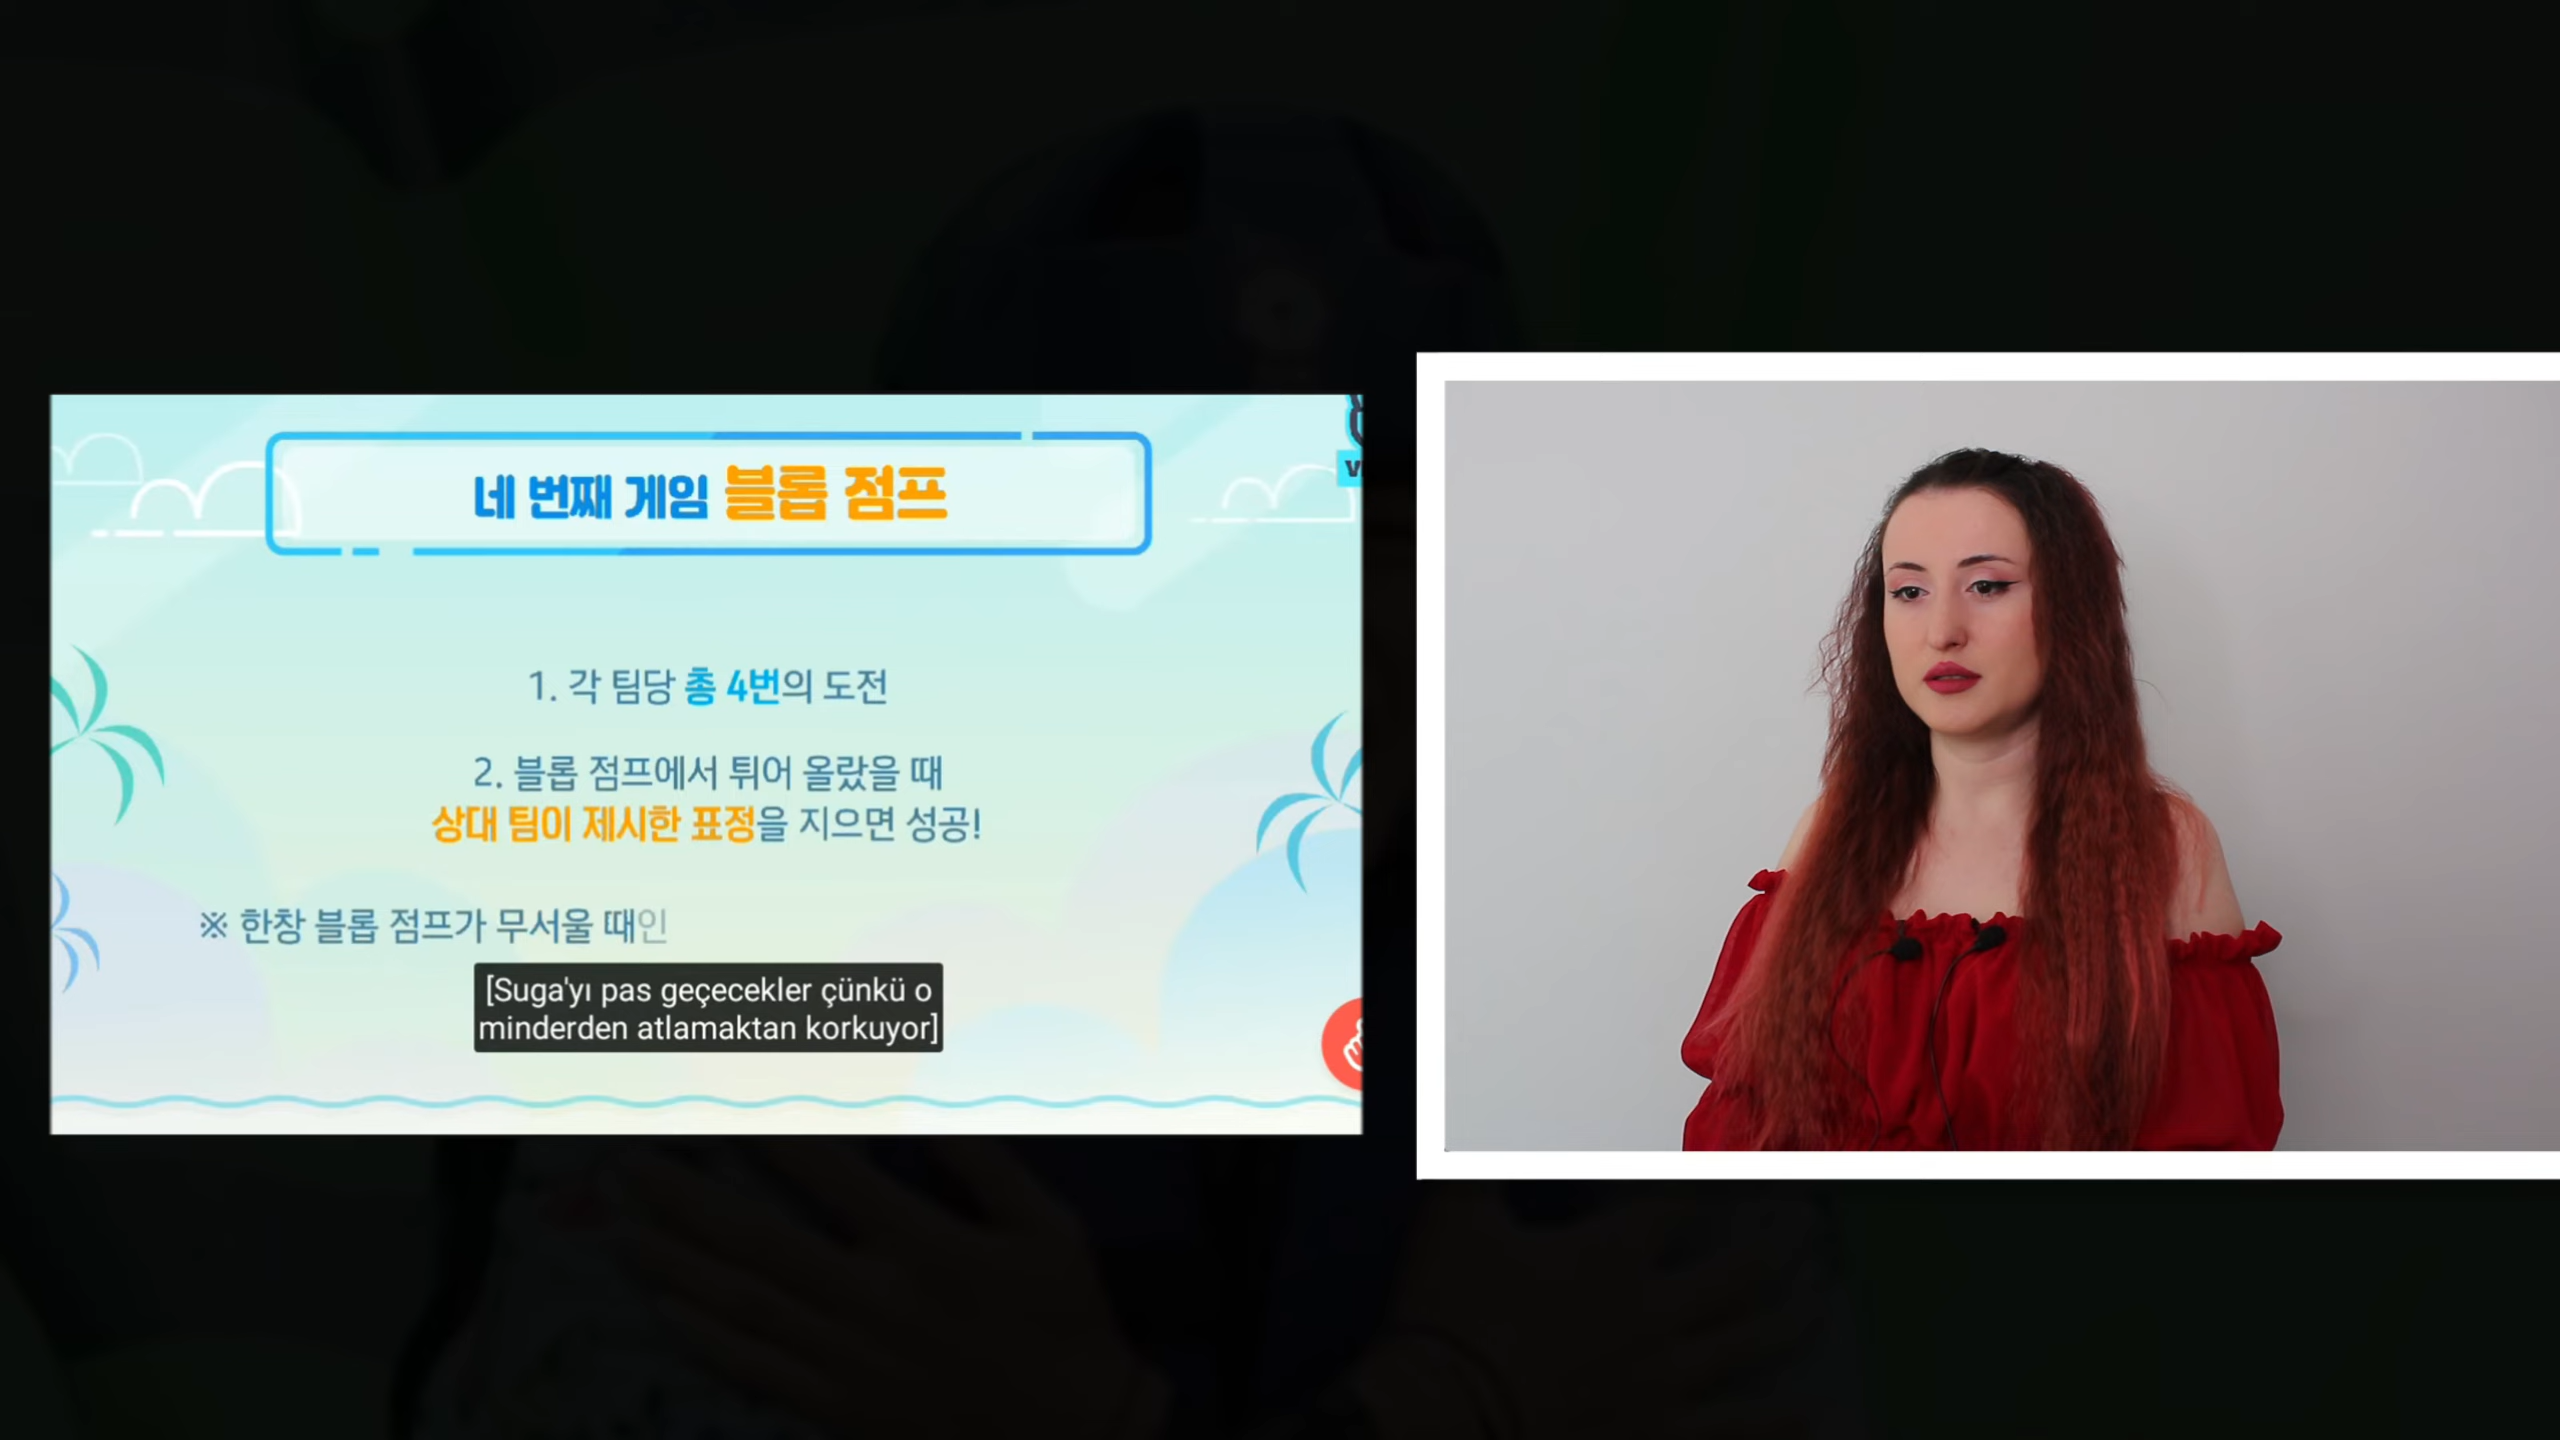 네 번째 게임 블롭 점프
1. 각 팀당 총 4번의 도전
2. 블롭 점프에서 튀어 올랐을 때
상대 팀이 제시한 표정을 지으면 성공!
※ 한창 블롭 점프가 무서울 때인
[Suga'yı pas geçecekler çünkü o
minderden atlamaktan korkuyor]